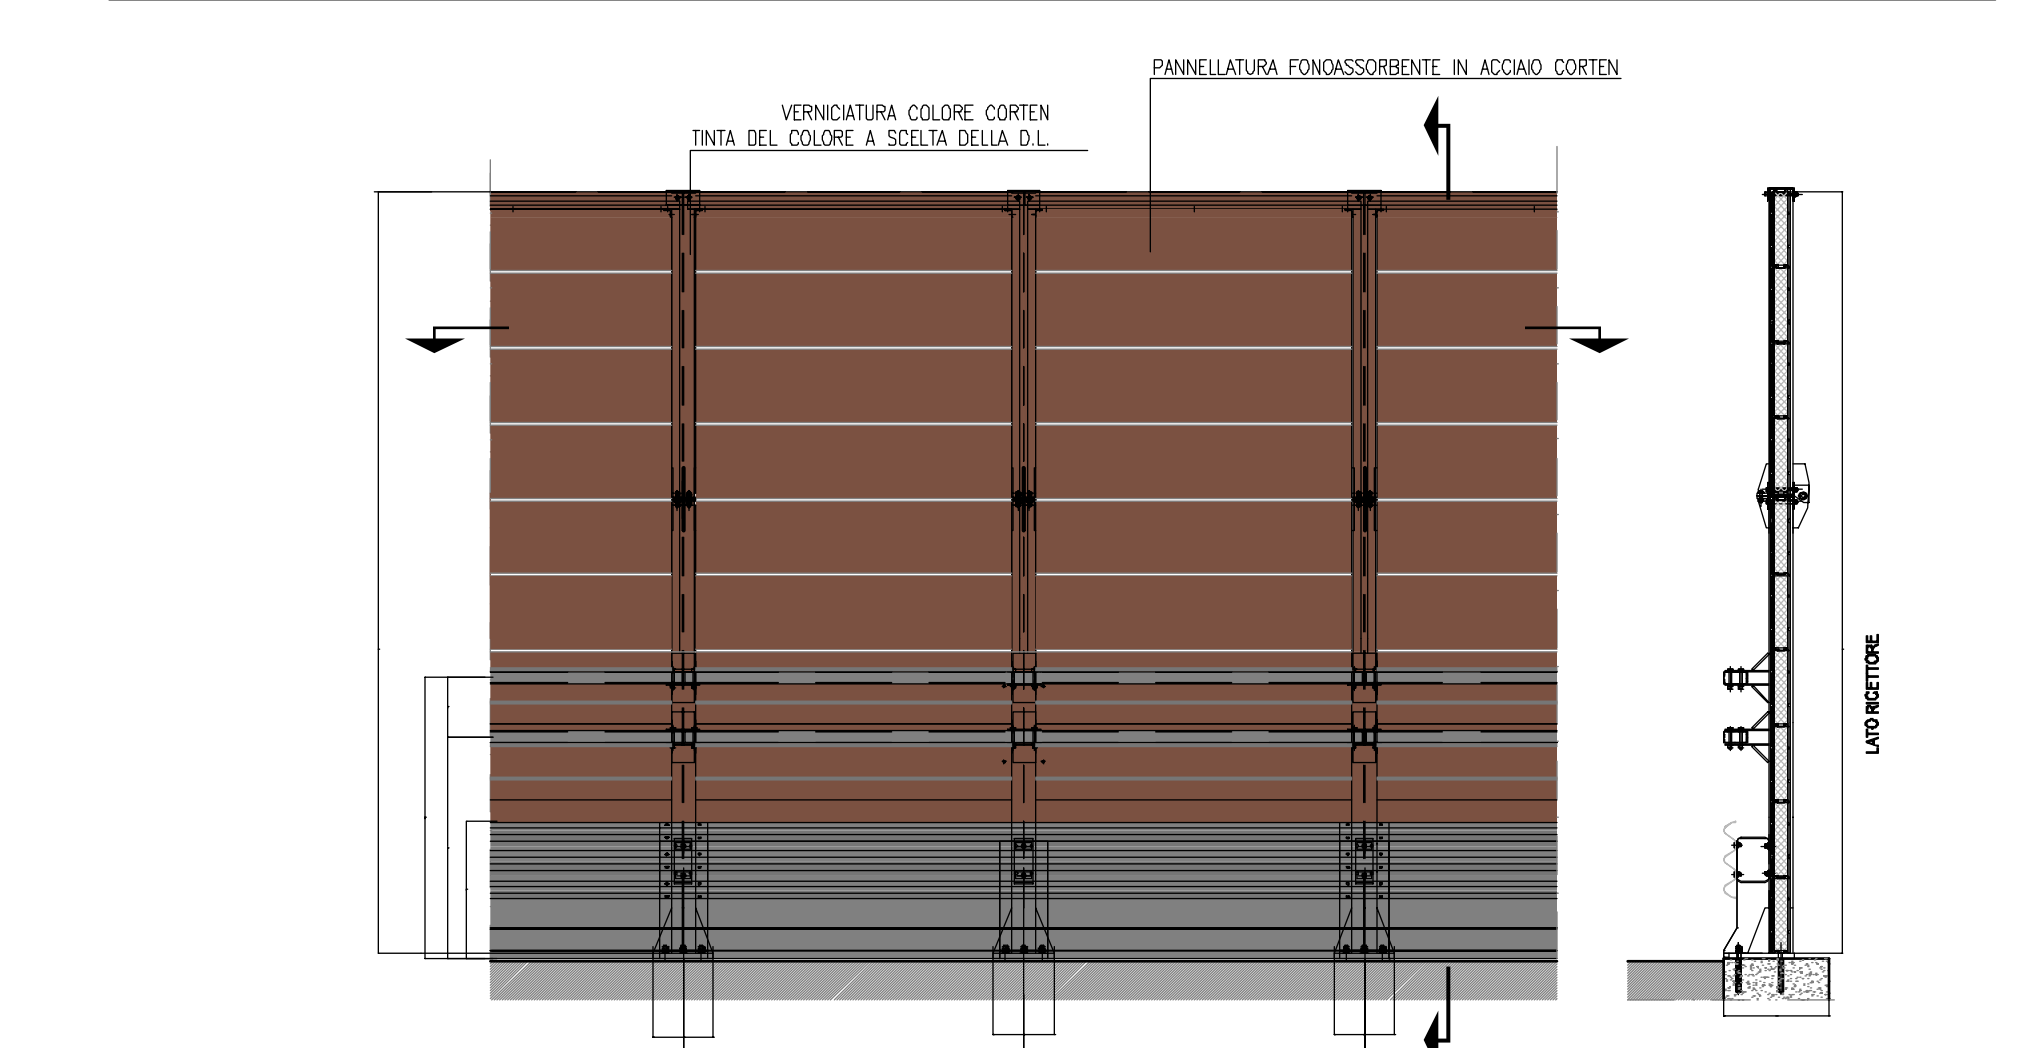 PANNELLATURA FONOASSORBENTE IN ACCIAIO CORTEN
VERNICIATURA COLORE CORTEN
TINTA DEL COLORE A SCELTA DELLA D.L.
LATO RICETTORE